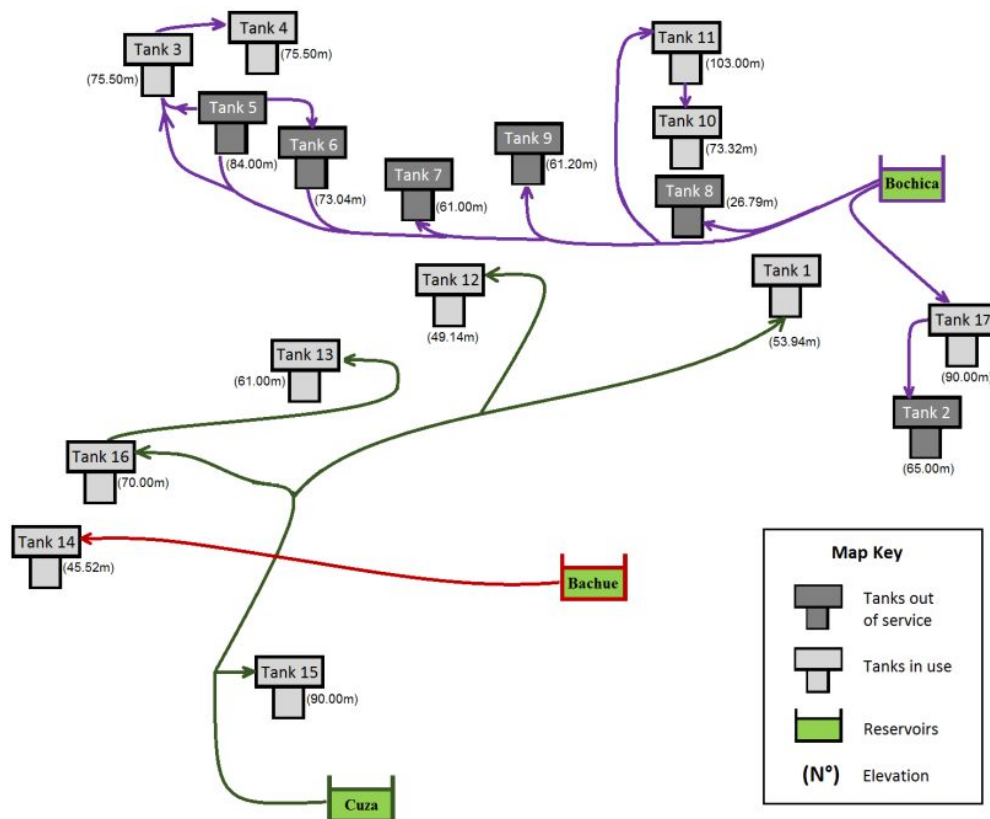 Tank 4
(75.50m)
Tank 3
(75.50m)
Tank 11
(103.00m)
Tank 5
(84.00m)
Tank 6
(73.04m)
Tank 9
(61.20m)
Tank 10
(73.32m)
Tank 7
(61.00m)
Tank 8
(26.79m)
Bochica
Tank 12
(49.14m)
Tank 1
(53.94m)
Tank 17
(90.00m)
Tank 13
(61.00m)
Tank 2
(65.00m)
Tank 16
(70.00m)
Tank 14
(45.52m)
Bachue
Tank 15
(90.00m)
Cuza
Map Key
Tanks out
of service
Tanks in use
Reservoirs
(N°) Elevation